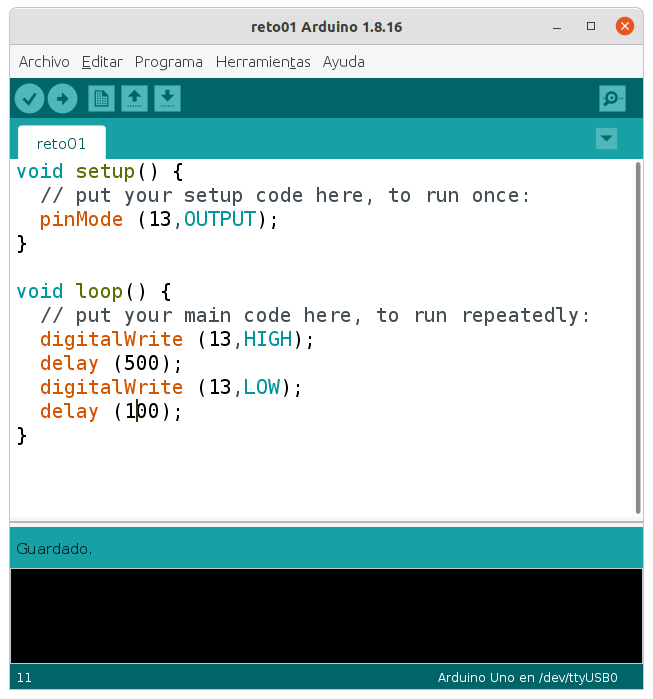 reto01 Arduino 1.8.16
Archivo Editar Programa Herramientas Ayuda
reto01
void setup() {
  // put your setup code here, to run once:
  pinMode (13,OUTPUT);
}
void loop() {
  // put your main code here, to run repeatedly:
  digitalWrite (13,HIGH);
  delay (500);
  digitalWrite (13,LOW);
  delay (100);
}
Guardado.
11 Arduino Uno en /dev/ttyUSB0